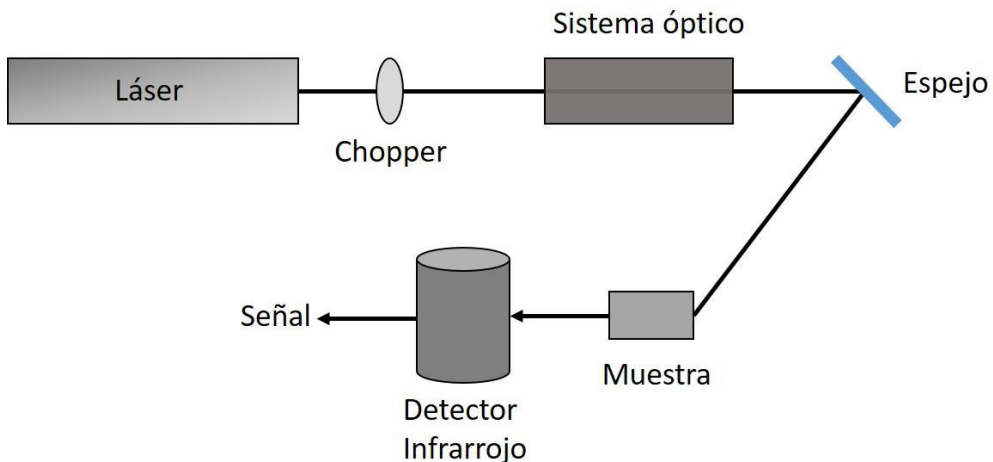 Sistema óptico
Láser
Espejo
Chopper
Señal
Muestra
Detector
Infrarrojo